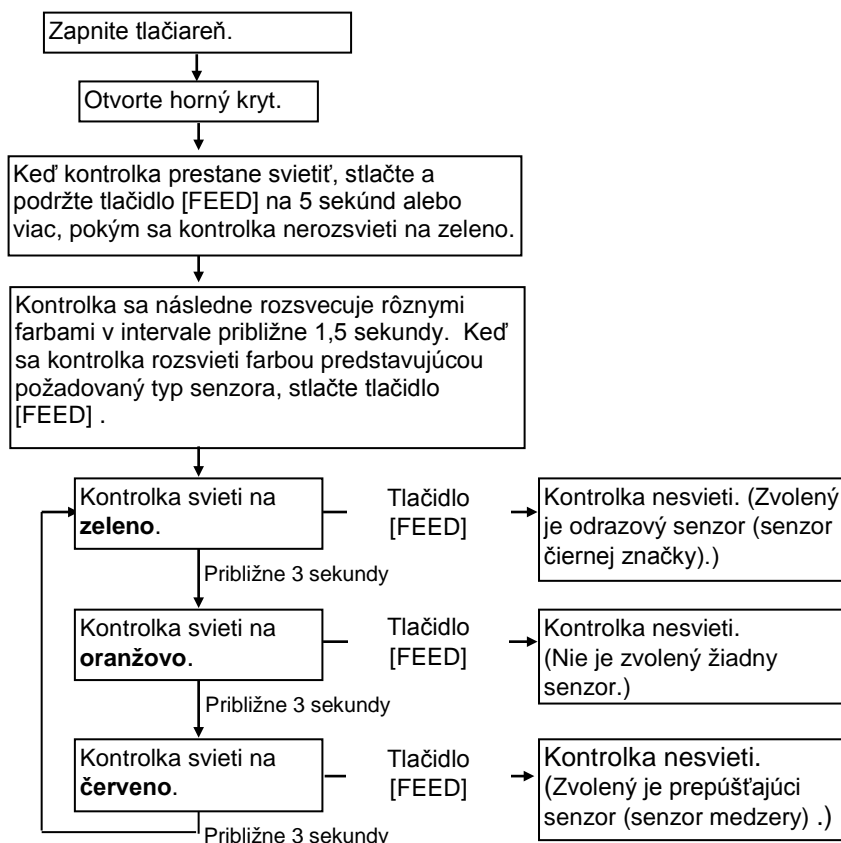 Zapnite tlačiareň.
Otvorte horný kryt.
Keď kontrolka prestane svietiť, stlačte a
podržte tlačidlo [FEED] na 5 sekúnd alebo
viac, pokým sa kontrolka nerozsvieti na zeleno.
Kontrolka sa následne rozsvecuje rôznymi
farbami v intervale približne 1,5 sekundy.  Keď
sa kontrolka rozsvieti farbou predstavujúcou
požadovaný typ senzora, stlačte tlačidlo
[FEED] .
Kontrolka svieti na
zeleno.
Tlačidlo
[FEED]
Kontrolka nesvieti. (Zvolený
je odrazový senzor (senzor
čiernej značky).)
Približne 3 sekundy
Kontrolka svieti na
oranžovo.
Tlačidlo
[FEED]
Kontrolka nesvieti.
(Nie je zvolený žiadny
senzor.)
Približne 3 sekundy
Kontrolka svieti na
červeno.
Tlačidlo
[FEED]
Kontrolka nesvieti.
(Zvolený je prepúšťajúci
senzor (senzor medzery) .)
Približne 3 sekundy